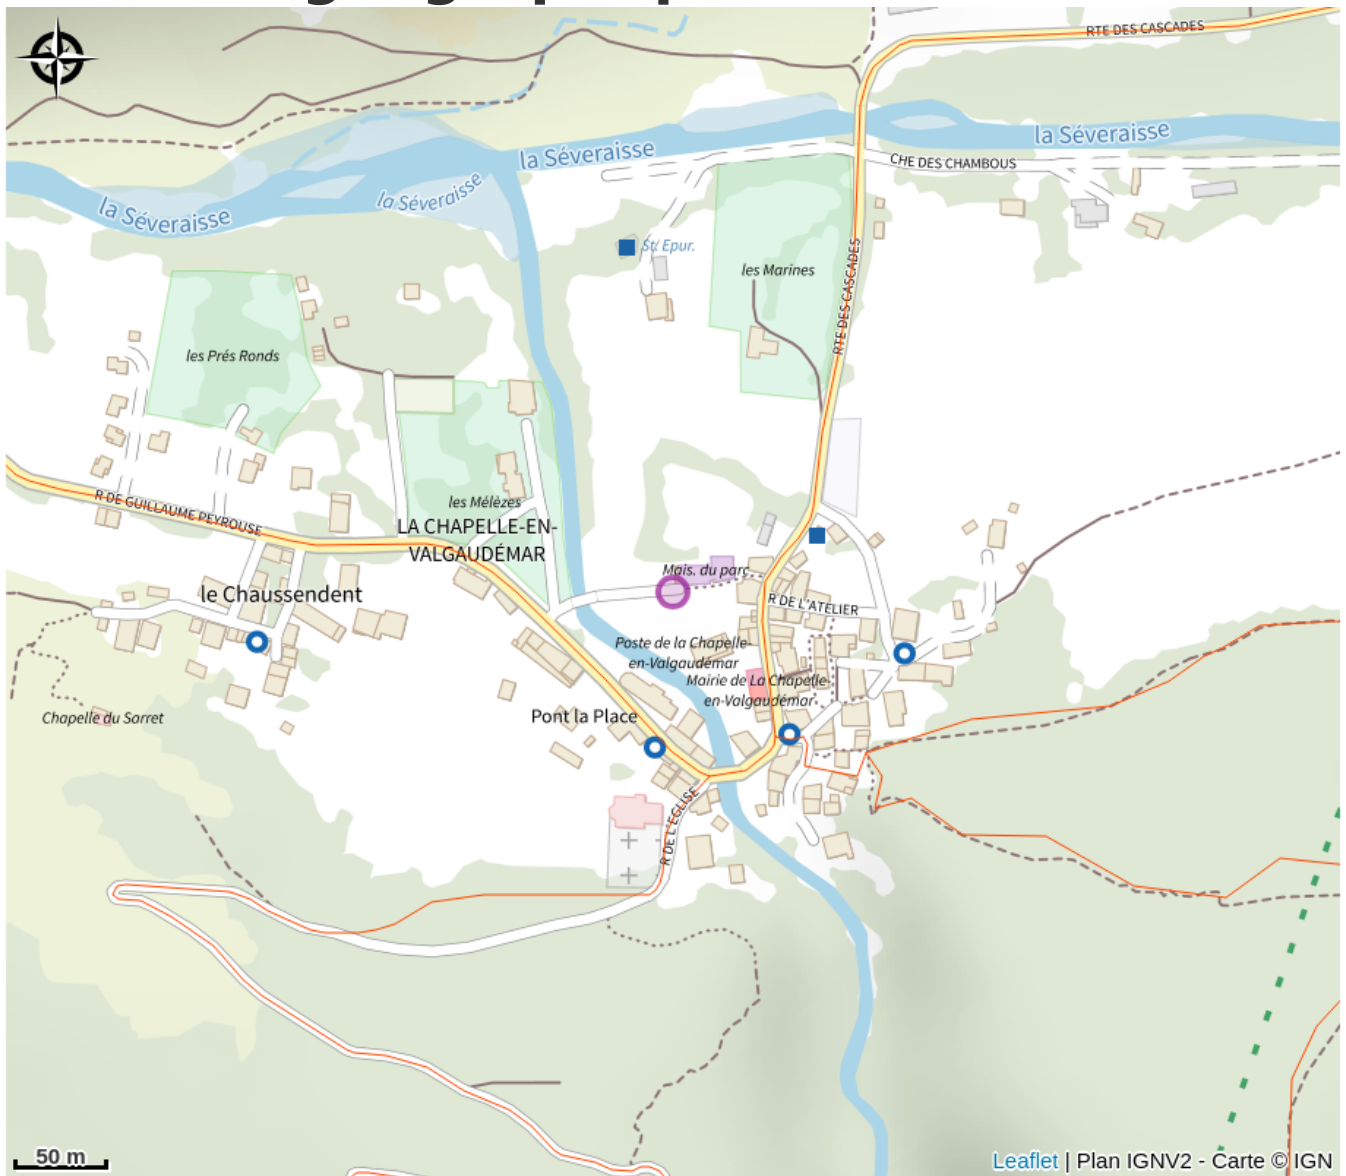 RTE DES CASCADES
la Séveraisse
la Séveraisse
CHE DES CHAMBOUS
la Séveraisse
la Séveraisse
St. Epur.
les Marines
RTE DES CASCADES
les Prés Ronds
R DE GUILLAUME PEYROUSE
les Mélèzes
LA CHAPELLE-EN-
VALGAUDÉMAR
Mais. du parc
le Chaussendent
R DE L'ATELIER
Poste de la Chapelle-
en-Valgaudémar
Mairie de La Chapelle-
en-Valgaudémar
Chapelle du Sarret
Pont la Place
R DE L'EGLISE
50 m
Leaflet | Plan IGNV2 - Carte © IGN